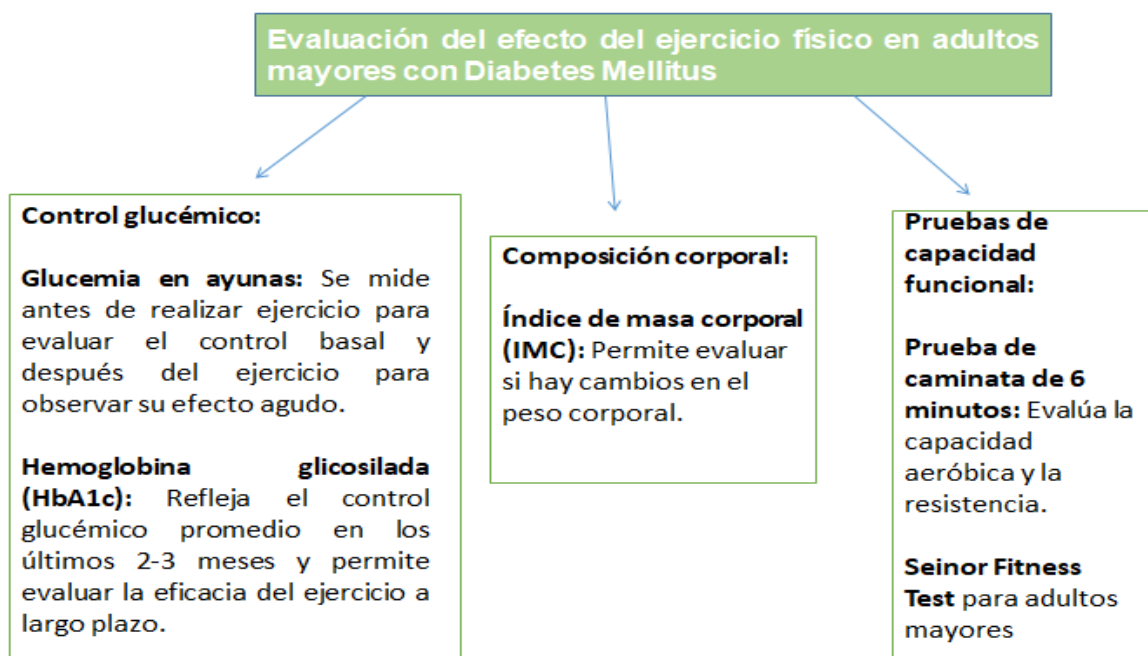 Evaluación del efecto del ejercicio físico en adultos
mayores con Diabetes Mellitus
Control glucémico:
Glucemia en ayunas: Se mide
antes de realizar ejercicio para
evaluar el control basal y
después del ejercicio para
observar su efecto agudo.
Hemoglobina glicosilada
(HbA1c): Refleja el control
glucémico promedio en los
últimos 2-3 meses y permite
evaluar la eficacia del ejercicio a
largo plazo.
Composición corporal:
Índice de masa corporal
(IMC): Permite evaluar
si hay cambios en el
peso corporal.
Pruebas de
capacidad
funcional:
Prueba de
caminata de 6
minutos: Evalúa la
capacidad
aeróbica y la
resistencia.
Seinor Fitness
Test para adultos
mayores